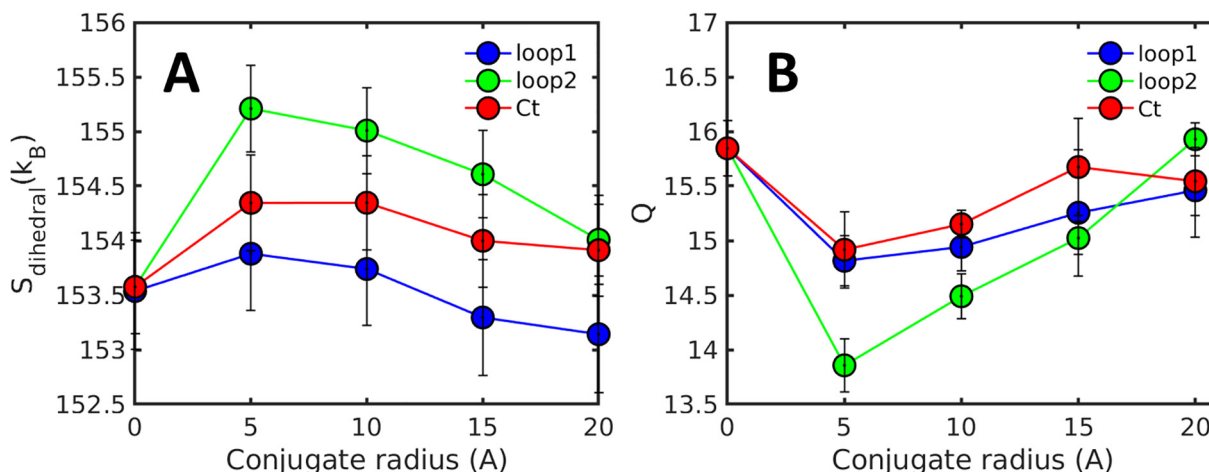 A
S_dihedral(k_B)
156
155.5
155
154.5
154
153.5
153
152.5
0 5 10 15 20
Conjugate radius (A)
loop1
loop2
Ct
B
Q
17
16.5
16
15.5
15
14.5
14
13.5
0 5 10 15 20
Conjugate radius (A)
loop1
loop2
Ct